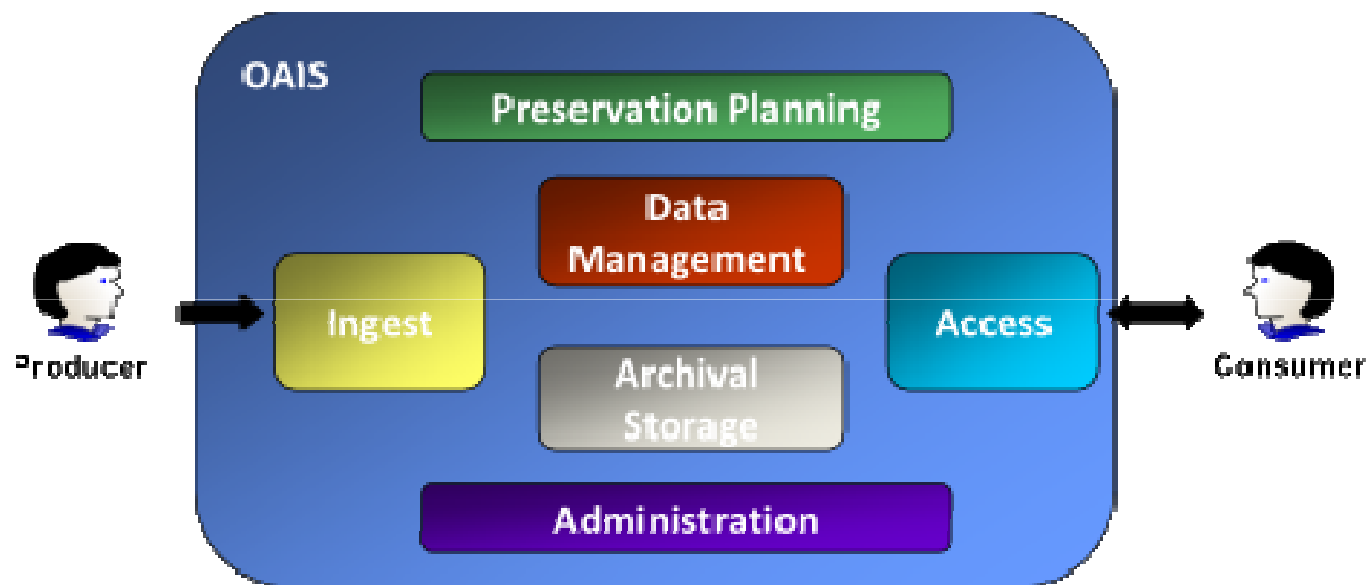 OAIS
Preservation Planning
Data
Management
Ingest
Access
Producer
Consumer
Archival
Storage
Administration